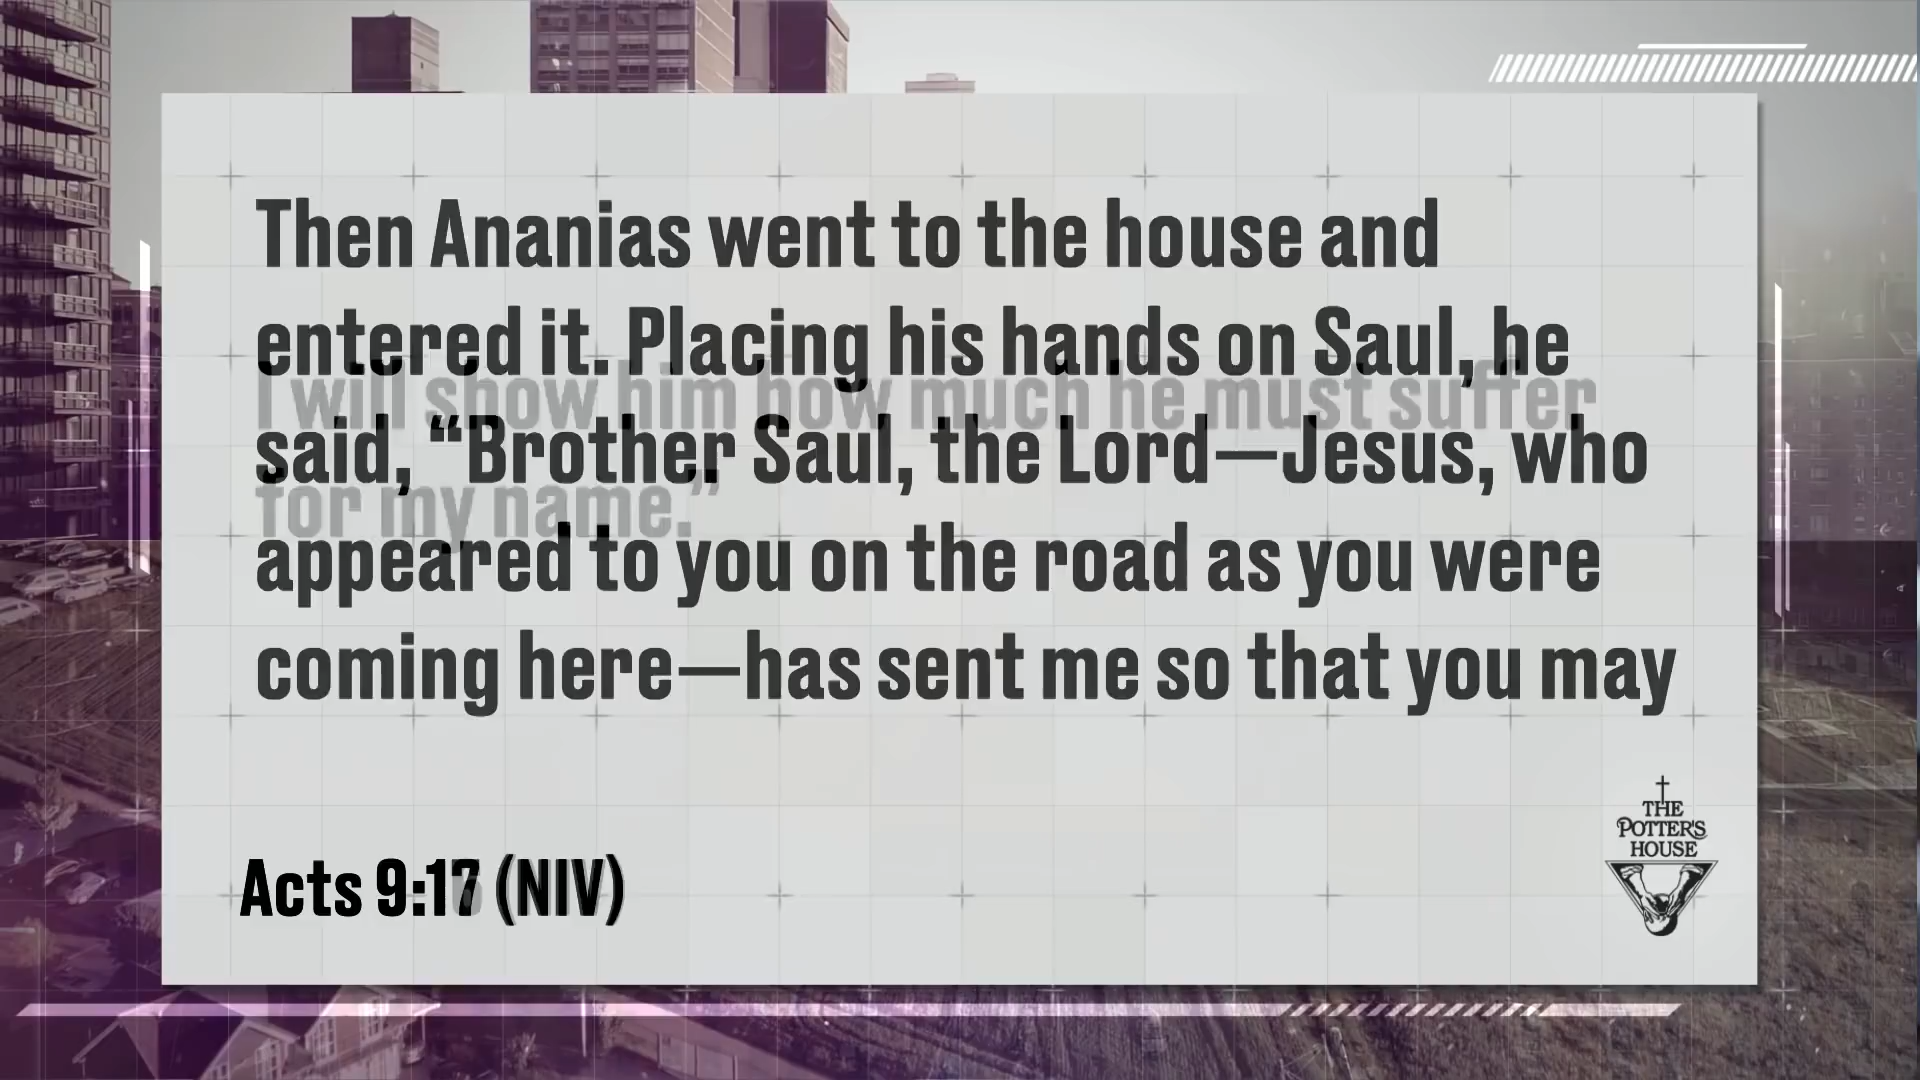 Then Ananias went to the house and
entered it. Placing his hands on Saul, he
I will show him how much he must suffer
said, “Brother Saul, the Lord—Jesus, who
for my name.”
appeared to you on the road as you were
coming here—has sent me so that you may
Acts 9:17 (NIV)
THE
POTTER'S
HOUSE